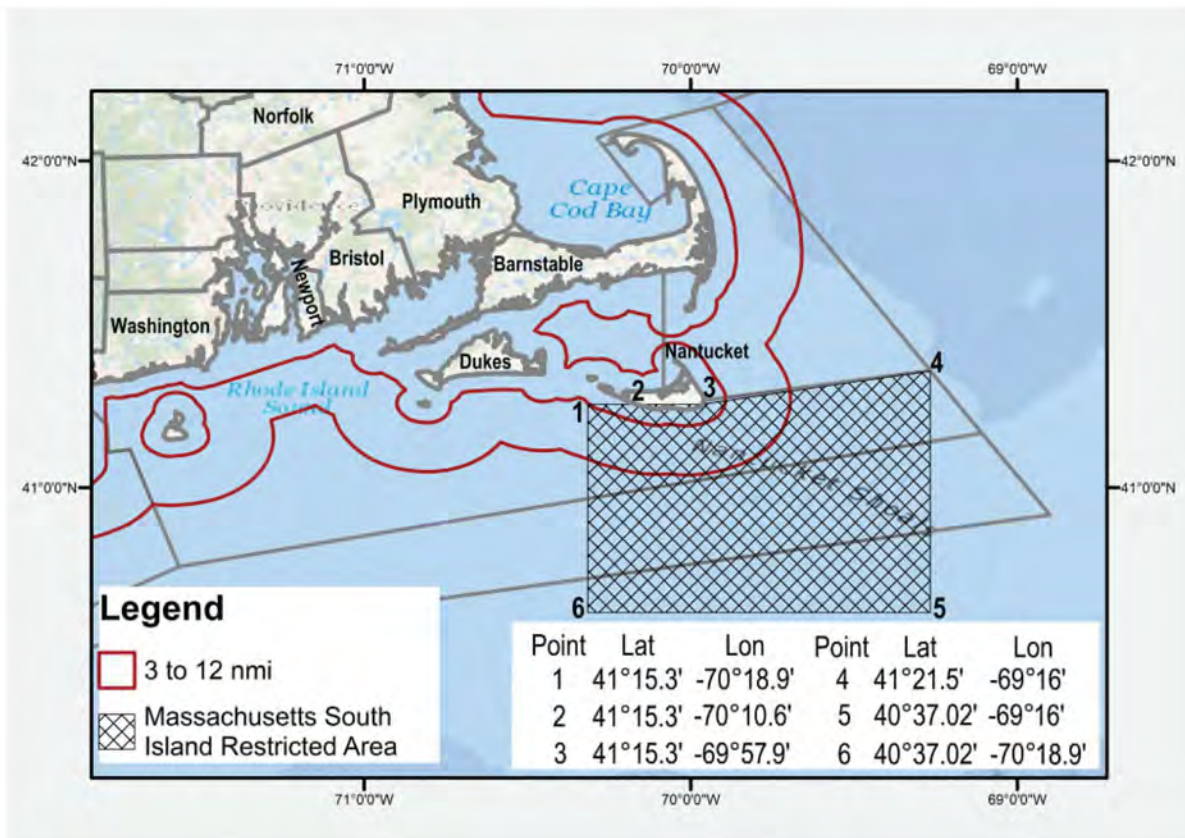 71°0'0"W 70°0'0"W 69°0'0"W
Norfolk
42°0'0"N 42°0'0"N
Cape
Cod Bay
Providence
Plymouth
Bristol
Barnstable
Newport
Washington
Nantucket
Dukes
4
2 3
Rhode Island
Sound
1
Nantucket Shoals
41°0'0"N 41°0'0"N
6 5
Legend
3 to 12 nmi
Massachusetts South
Island Restricted Area
Point Lat Lon Point Lat Lon
1 41°15.3' -70°18.9' 4 41°21.5' -69°16'
2 41°15.3' -70°10.6' 5 40°37.02' -69°16'
3 41°15.3' -69°57.9' 6 40°37.02' -70°18.9'
71°0'0"W 70°0'0"W 69°0'0"W